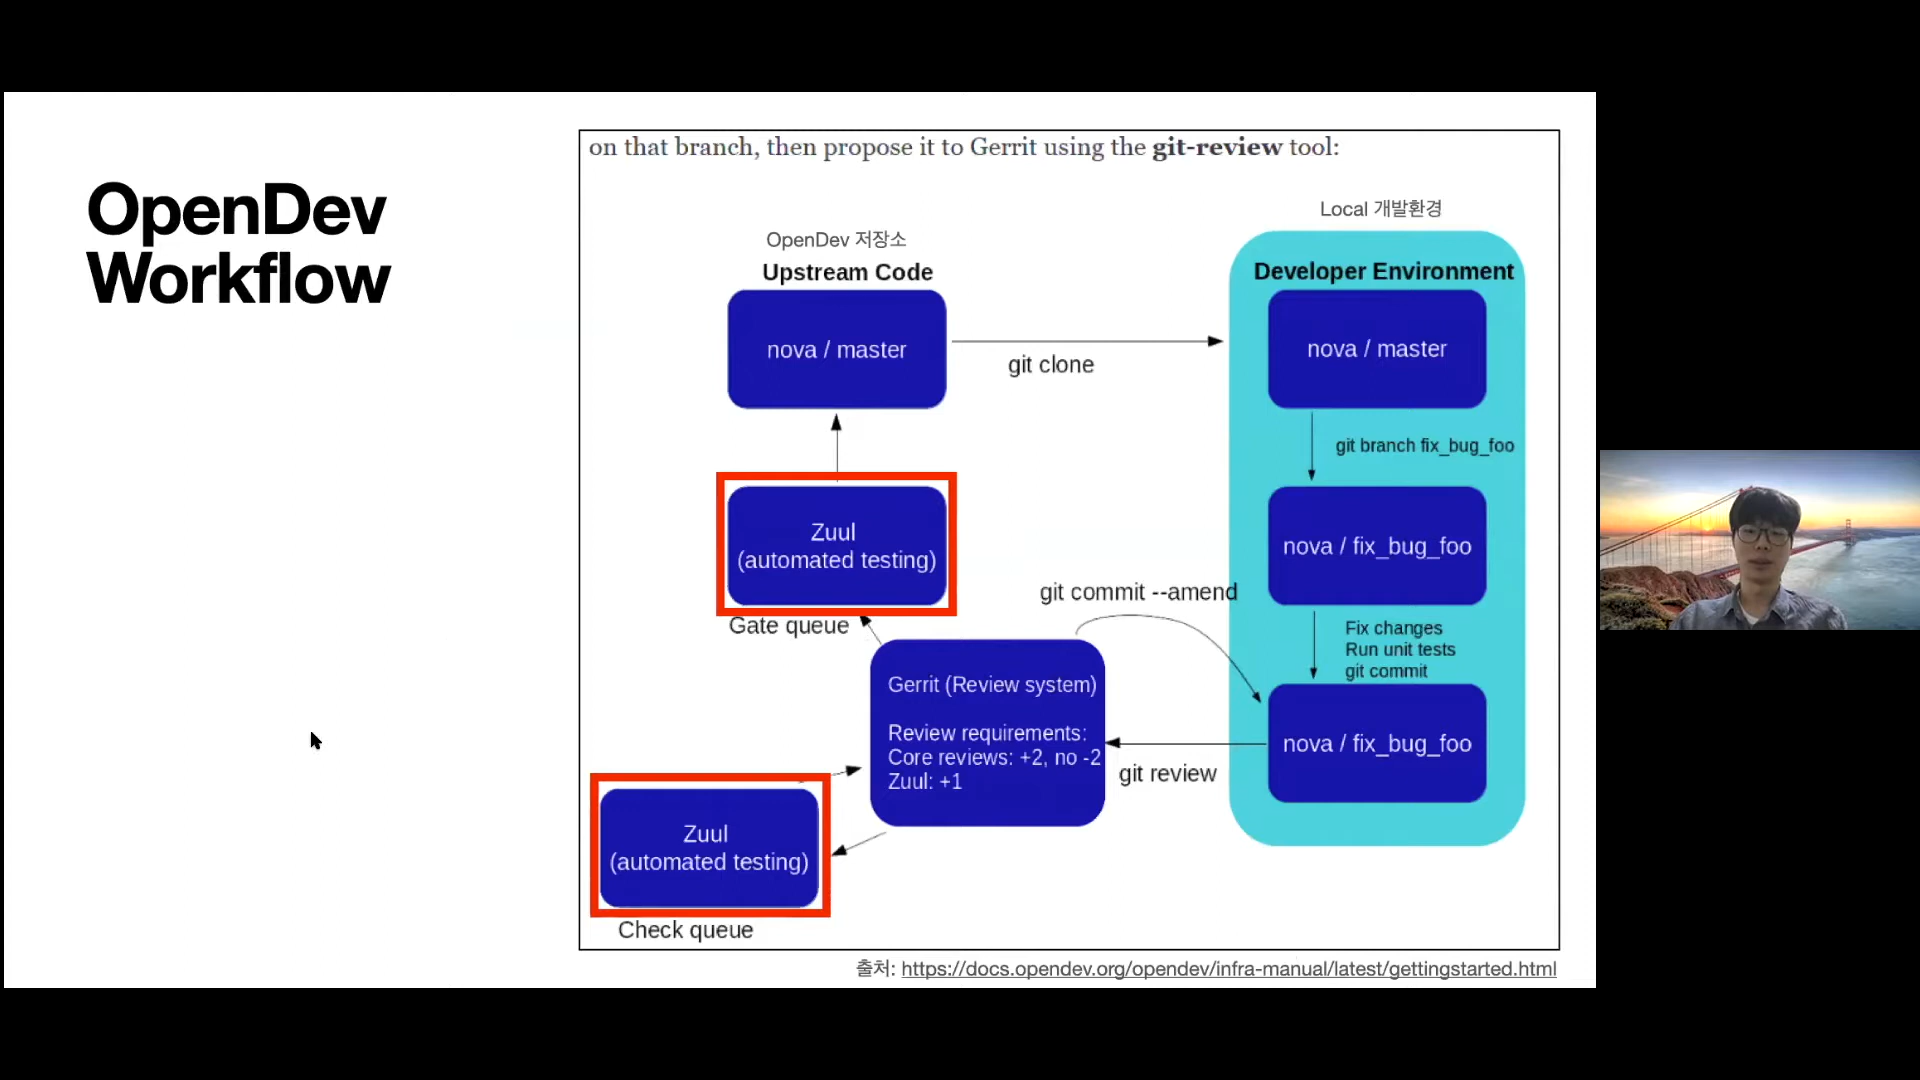 OpenDev
Workflow
on that branch, then propose it to Gerrit using the git-review tool:
Local 개발환경
OpenDev 저장소
Upstream Code
Developer Environment
nova / master
nova / master
git clone
git branch fix_bug_foo
Zuul
(automated testing)
nova / fix_bug_foo
git commit --amend
Gate queue
Fix changes
Run unit tests
git commit
Gerrit (Review system)
Review requirements:
Core reviews: +2, no -2
Zuul: +1
nova / fix_bug_foo
git review
Zuul
(automated testing)
Check queue
출처: https://docs.opendev.org/opendev/infra-manual/latest/gettingstarted.html